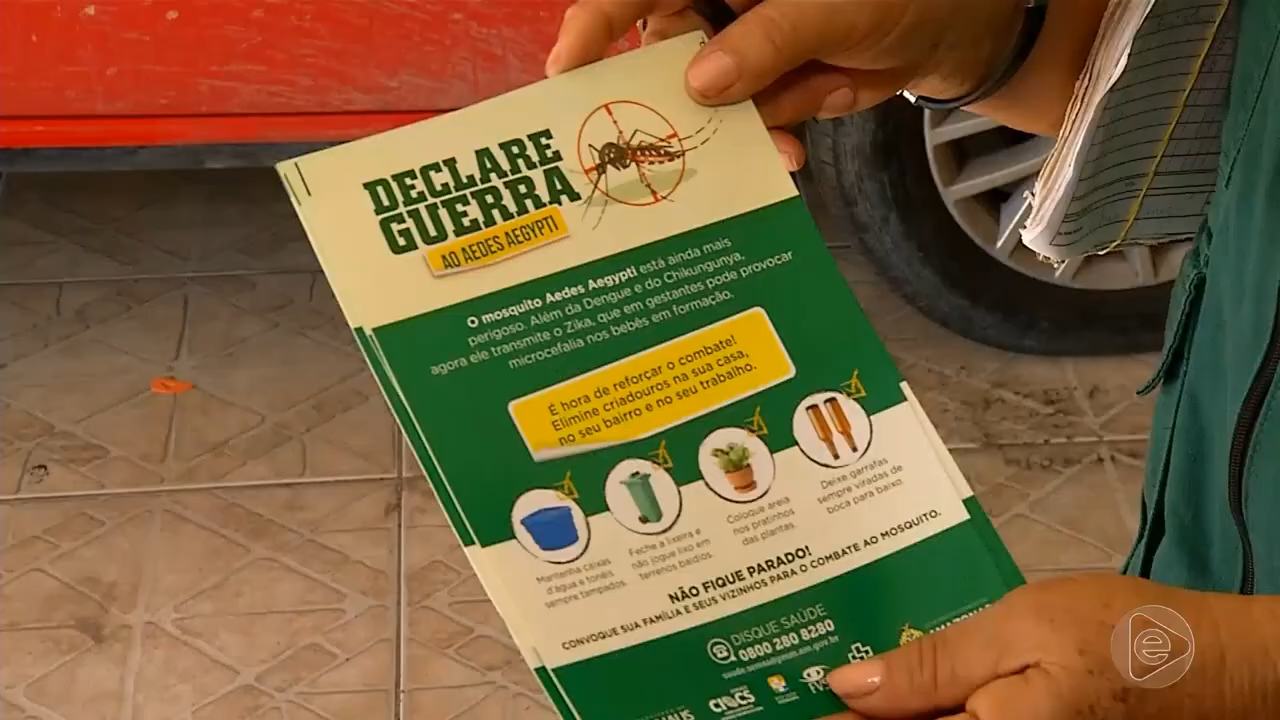 DECLARE
GUERRA
AO AEDES AEGYPTI
O mosquito Aedes Aegypti está ainda mais
perigoso. Além da Dengue e do Chikungunya,
agora ele transmite o Zika, que em gestantes pode provocar
microcefalia nos bebês em formação.
É hora de reforçar o combate!
Elimine criadouros na sua casa,
no seu bairro e no seu trabalho.
Mantenha caixas
d'água e tonéis
sempre tampados.
Feche a lixeira e
não jogue lixo em
terrenos baldios.
Coloque areia
nos pratinhos
das plantas.
Deixe garrafas
sempre viradas de
boca para baixo.
NÃO FIQUE PARADO!
CONVOQUE SUA FAMÍLIA E SEUS VIZINHOS PARA O COMBATE AO MOSQUITO.
DISQUE SAÚDE
0800 280 8280
AMAZONAS
CIOCS
e